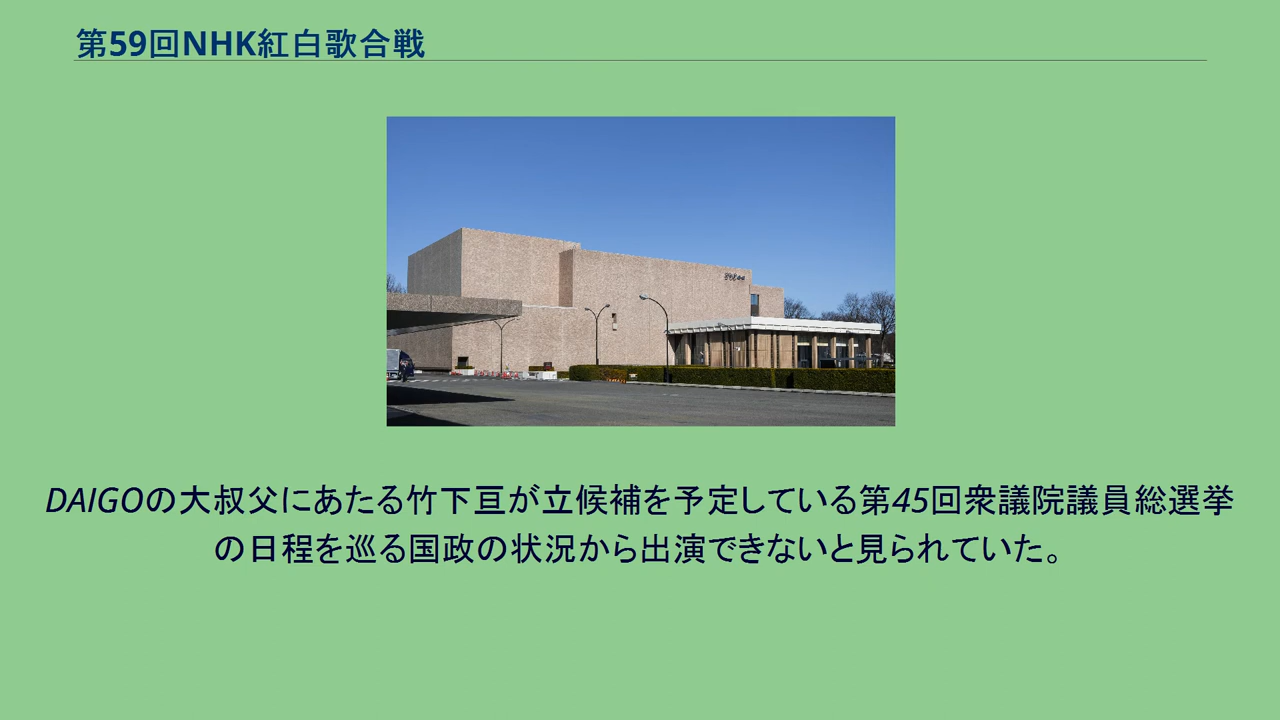 第59回NHK紅白歌合戦
DAIGOの大叔父にあたる竹下亘が立候補を予定している第45回衆議院議員総選挙
の日程を巡る国政の状況から出演できないと見られていた。